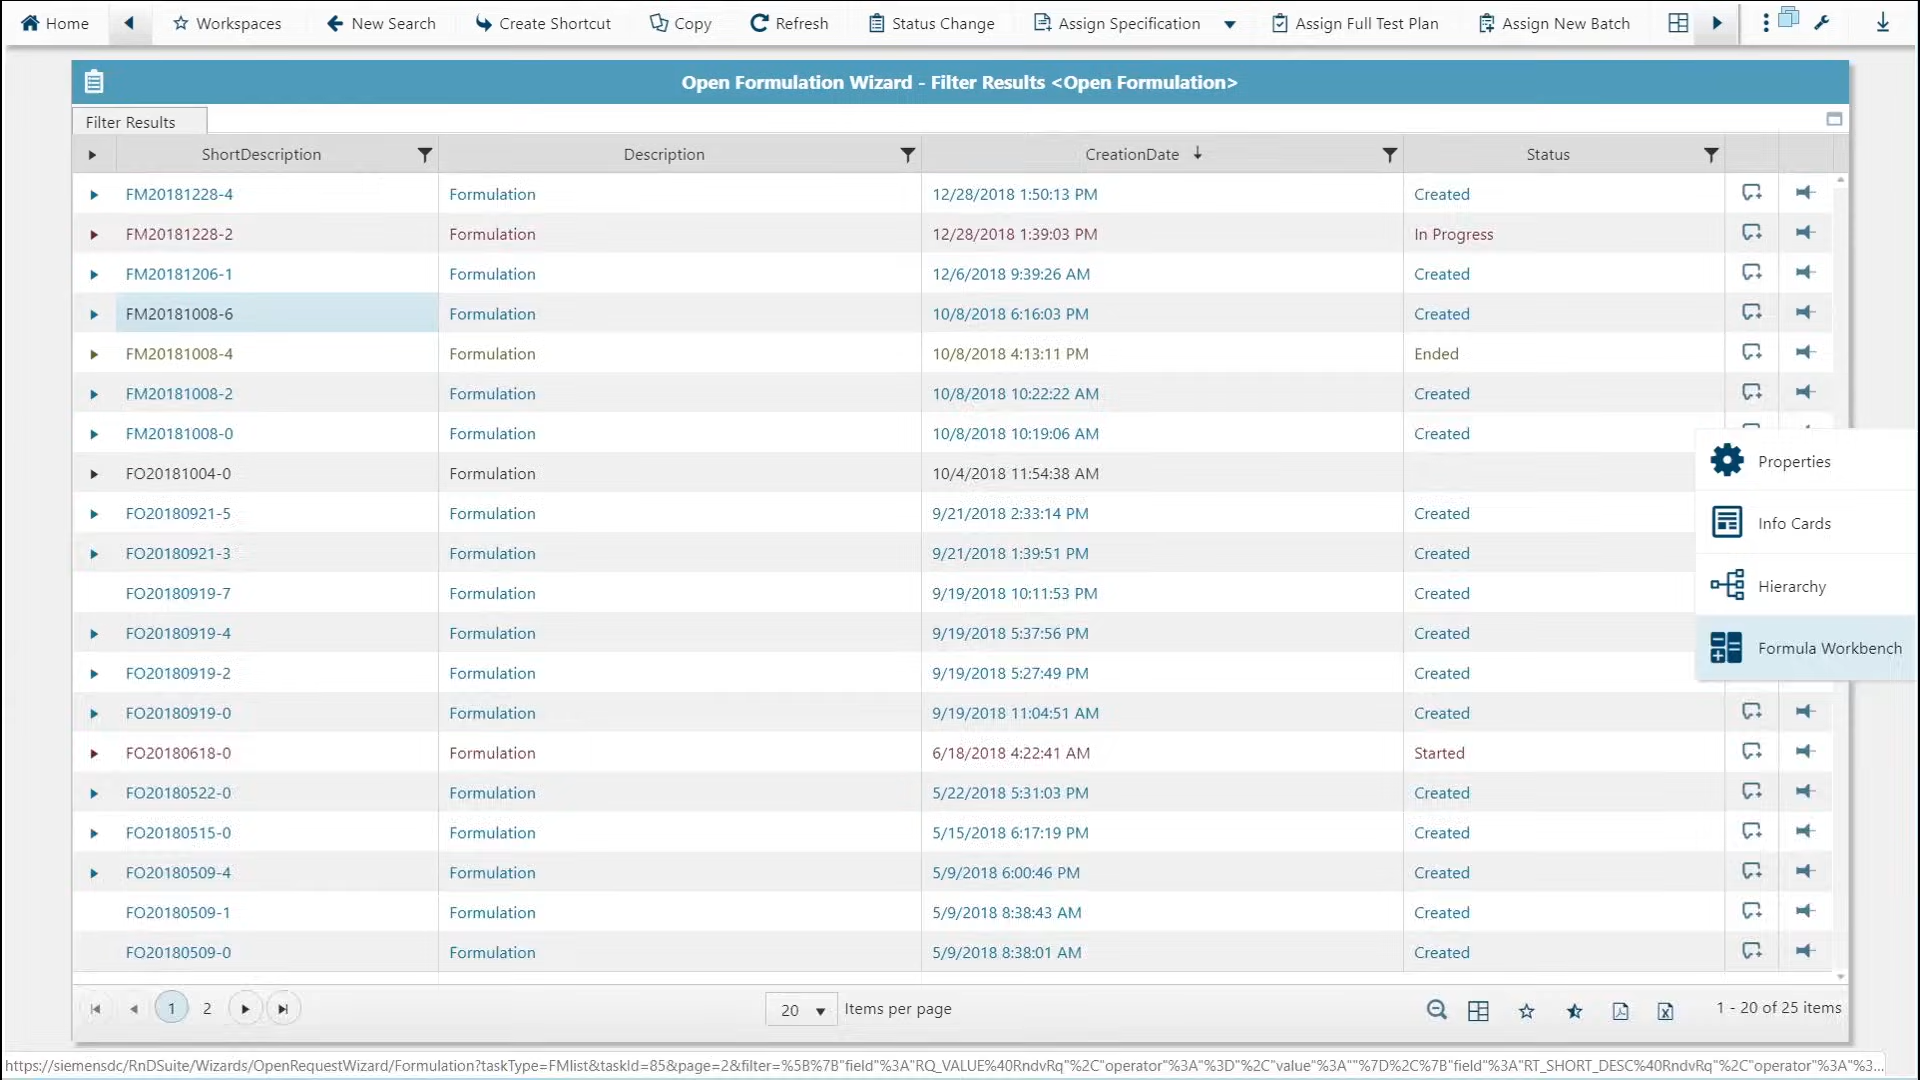 Home Workspaces New Search Create Shortcut Copy Refresh Status Change Assign Specification Assign Full Test Plan Assign New Batch
Open Formulation Wizard - Filter Results <Open Formulation>
Filter Results
ShortDescription Description CreationDate Status
FM20181228-4 Formulation 12/28/2018 1:50:13 PM Created
FM20181228-2 Formulation 12/28/2018 1:39:03 PM In Progress
FM20181206-1 Formulation 12/6/2018 9:39:26 AM Created
FM20181008-6 Formulation 10/8/2018 6:16:03 PM Created
FM20181008-4 Formulation 10/8/2018 4:13:11 PM Ended
FM20181008-2 Formulation 10/8/2018 10:22:22 AM Created
FM20181008-0 Formulation 10/8/2018 10:19:06 AM Created
Properties
FO20181004-0 Formulation 10/4/2018 11:54:38 AM
FO20180921-5 Formulation 9/21/2018 2:33:14 PM Created
Info Cards
FO20180921-3 Formulation 9/21/2018 1:39:51 PM Created
FO20180919-7 Formulation 9/19/2018 10:11:53 PM Created
Hierarchy
FO20180919-4 Formulation 9/19/2018 5:37:56 PM Created
Formula Workbench
FO20180919-2 Formulation 9/19/2018 5:27:49 PM Created
FO20180919-0 Formulation 9/19/2018 11:04:51 AM Created
FO20180618-0 Formulation 6/18/2018 4:22:41 AM Started
FO20180522-0 Formulation 5/22/2018 5:31:03 PM Created
FO20180515-0 Formulation 5/15/2018 6:17:19 PM Created
FO20180509-4 Formulation 5/9/2018 6:00:46 PM Created
FO20180509-1 Formulation 5/9/2018 8:38:43 AM Created
FO20180509-0 Formulation 5/9/2018 8:38:01 AM Created
1 2 20 Items per page 1 - 20 of 25 items
https://siemensdc/RnDSuite/Wizards/OpenRequestWizard/Formulation?taskType=FMlist&taskId=85&page=2&filter=%5B%7B"field"%3A"RQ_VALUE%40RndvRq"%2C"operator"%3A"%3D"%2C"value"%3A""%7D%2C%7B"field"%3A"RT_SHORT_DESC%40RndvRq"%2C"operator"%3A"%3...